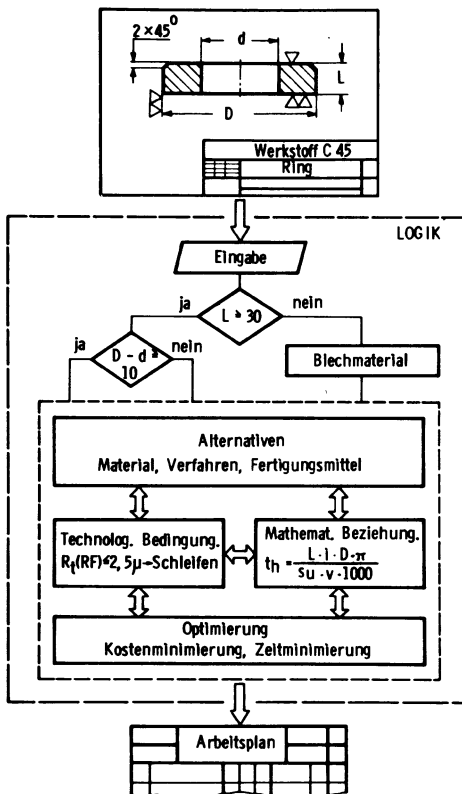 2 × 45°
d
L
D
Werkstoff C 45
Ring
LOGIK
Eingabe
ja
L ≥ 30
nein
ja
D - d ≥
10
nein
Blechmaterial
Alternativen
Material, Verfahren, Fertigungsmittel
Technolog. Bedingung.
Rt(RF)≤2,5µ-Schleifen
Mathemat. Beziehung.
th = L·i·D·π
su·v·1000
Optimierung
Kostenminimierung, Zeitminimierung
Arbeitsplan